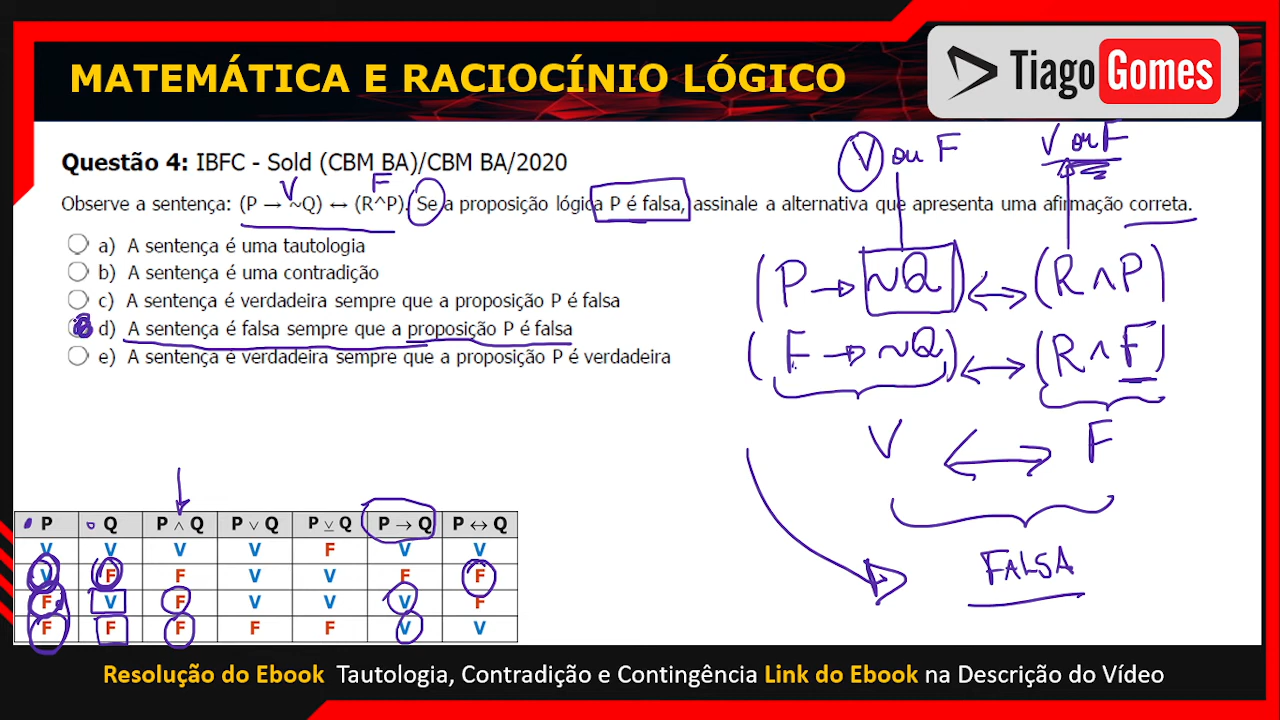 MATEMÁTICA E RACIOCÍNIO LÓGICO
Tiago Gomes
Questão 4: IBFC - Sold (CBM BA)/CBM BA/2020
V F
Observe a sentença: (P → ~Q) ↔ (R^P). Se a proposição lógica P é falsa, assinale a alternativa que apresenta uma afirmação correta.
a) A sentença é uma tautologia
b) A sentença é uma contradição
c) A sentença é verdadeira sempre que a proposição P é falsa
d) A sentença é falsa sempre que a proposição P é falsa
e) A sentença é verdadeira sempre que a proposição P é verdadeira
V ou F V ou F
(P → ~Q) ↔ (R ^ P)
(F → ~Q) ↔ (R ^ F)
V ↔ F
FALSA
P Q P ∧ Q P ∨ Q P ⊻ Q P → Q P ↔ Q
V V V V F V V
V F F V V F F
F V F V V V F
F F F F F V V
Resolução do Ebook Tautologia, Contradição e Contingência Link do Ebook na Descrição do Vídeo